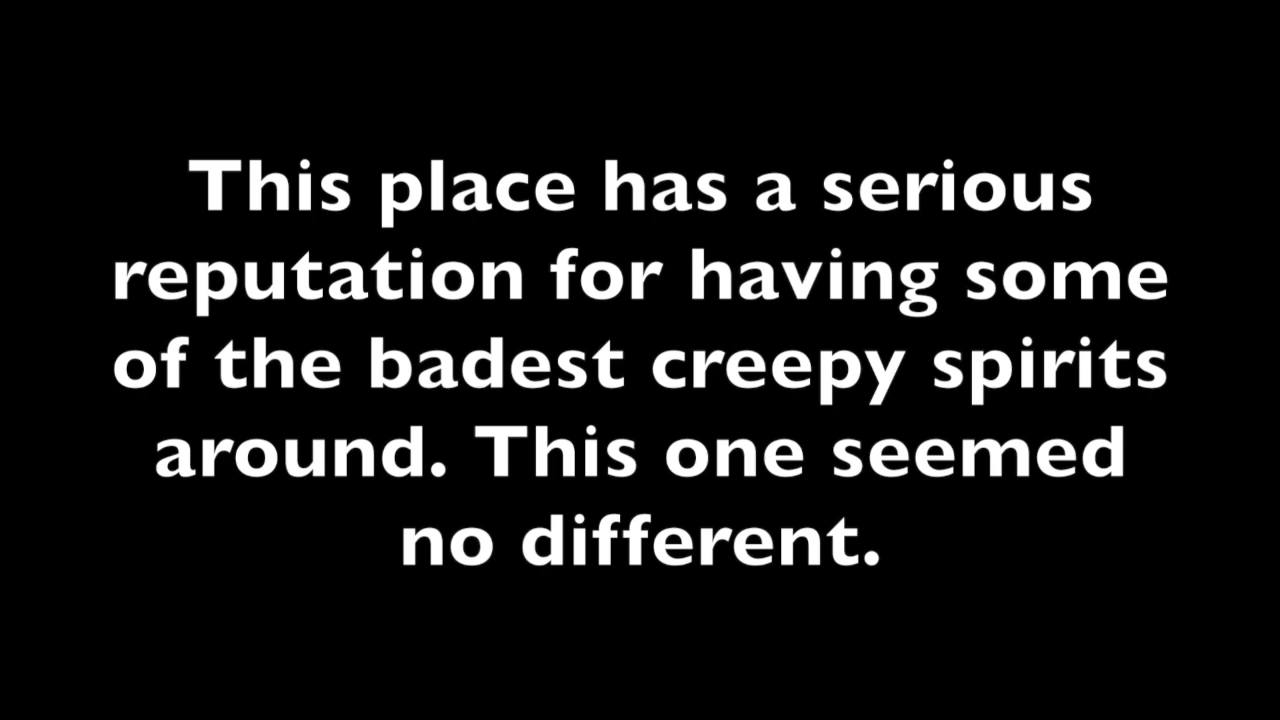 This place has a serious
reputation for having some
of the badest creepy spirits
around. This one seemed
no different.